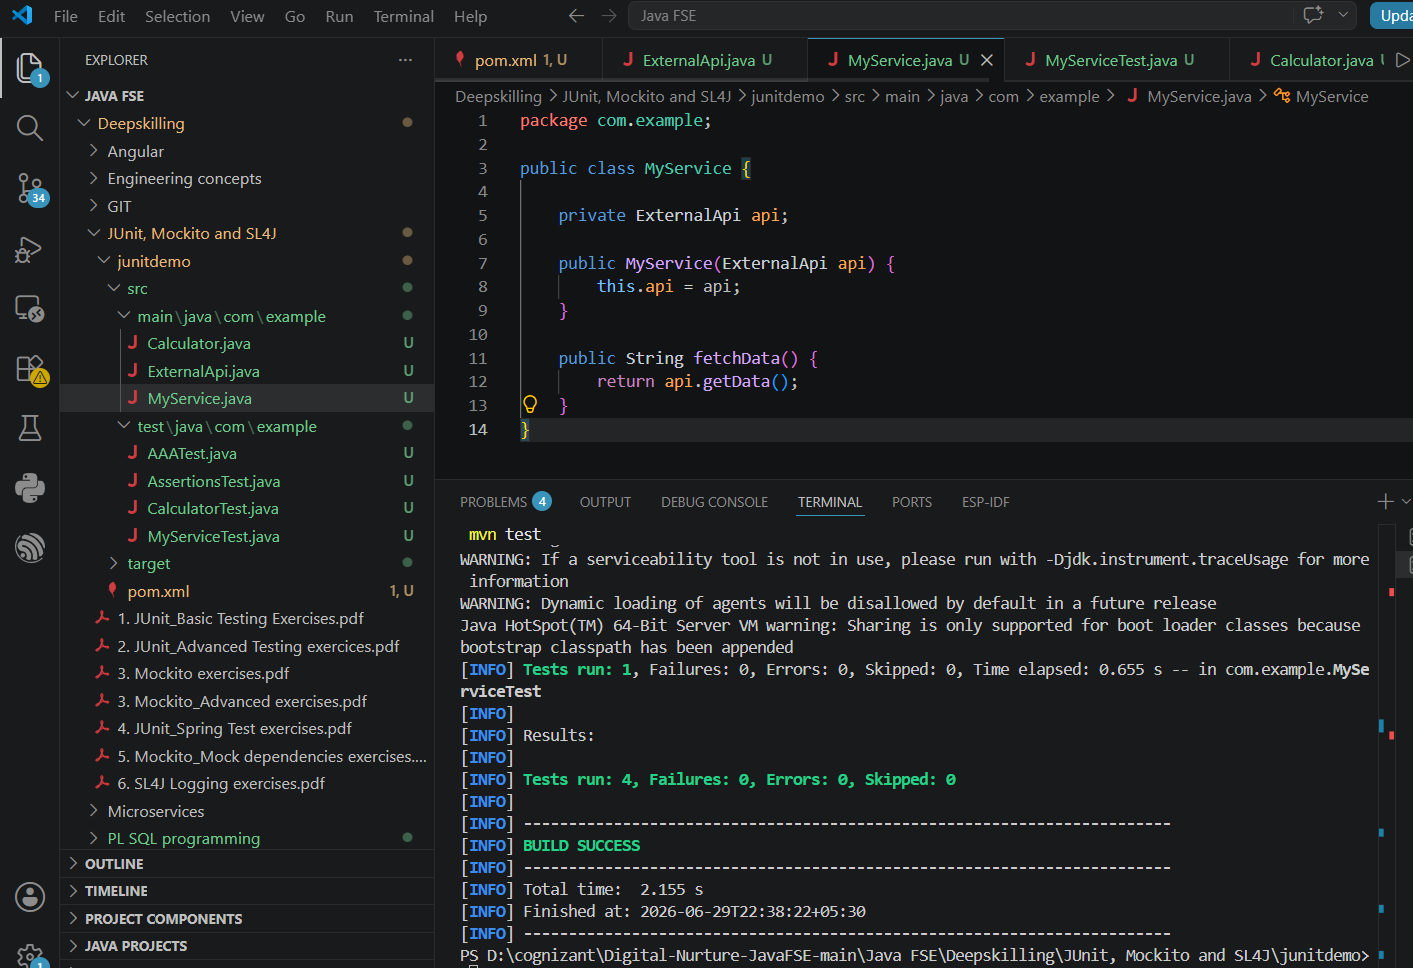 File Edit Selection View Go Run Terminal Help
Java FSE
Upda
EXPLORER
JAVA FSE
Deepskilling
Angular
Engineering concepts
GIT
JUnit, Mockito and SL4J
junitdemo
src
main\java\com\example
Calculator.java U
ExternalApi.java U
MyService.java U
test\java\com\example
AAATest.java U
AssertionsTest.java U
CalculatorTest.java U
MyServiceTest.java U
target
pom.xml 1, U
1. JUnit_Basic Testing Exercises.pdf
2. JUnit_Advanced Testing exercices.pdf
3. Mockito exercises.pdf
3. Mockito_Advanced exercises.pdf
4. JUnit_Spring Test exercises.pdf
5. Mockito_Mock dependencies exercises....
6. SL4J Logging exercises.pdf
Microservices
PL SQL programming
OUTLINE
TIMELINE
PROJECT COMPONENTS
JAVA PROJECTS
1
34
1
pom.xml 1, U
ExternalApi.java U
MyService.java U
MyServiceTest.java U
Calculator.java U
Deepskilling > JUnit, Mockito and SL4J > junitdemo > src > main > java > com > example > MyService.java > MyService
1 package com.example;
2
3 public class MyService {
4
5 private ExternalApi api;
6
7 public MyService(ExternalApi api) {
8 this.api = api;
9 }
10
11 public String fetchData() {
12 return api.getData();
13 }
14 }
PROBLEMS 4 OUTPUT DEBUG CONSOLE TERMINAL PORTS ESP-IDF
mvn test
WARNING: If a serviceability tool is not in use, please run with -Djdk.instrument.traceUsage for more
information
WARNING: Dynamic loading of agents will be disallowed by default in a future release
Java HotSpot(TM) 64-Bit Server VM warning: Sharing is only supported for boot loader classes because
bootstrap classpath has been appended
[INFO] Tests run: 1, Failures: 0, Errors: 0, Skipped: 0, Time elapsed: 0.655 s -- in com.example.MySe
rviceTest
[INFO]
[INFO] Results:
[INFO]
[INFO] Tests run: 4, Failures: 0, Errors: 0, Skipped: 0
[INFO]
[INFO] ------------------------------------------------------------------------
[INFO] BUILD SUCCESS
[INFO] ------------------------------------------------------------------------
[INFO] Total time:  2.155 s
[INFO] Finished at: 2026-06-29T22:38:22+05:30
[INFO] ------------------------------------------------------------------------
PS D:\cognizant\Digital-Nurture-JavaFSE-main\Java FSE\Deepskilling\JUnit, Mockito and SL4J\junitdemo>